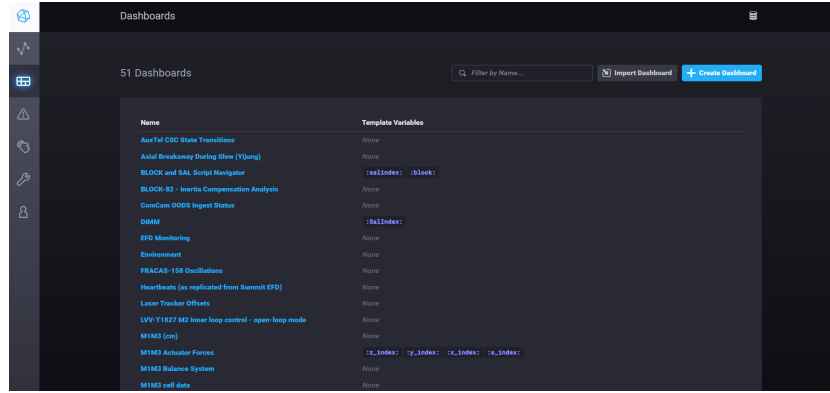 Dashboards
51 Dashboards
Filter by Name...
Import Dashboard
Create Dashboard
Name Template Variables
AuxTel CSC State Transitions None
Axial Breakaway During Slew (Yijung) None
BLOCK and SAL Script Navigator :salindex: :block:
BLOCK-82 - Inertia Compensation Analysis None
ComCam OODS Ingest Status None
DIMM :SalIndex:
EFD Monitoring None
Environment None
FRACAS-158 Oscillations None
Heartbeats (as replicated from Summit EFD) None
Laser Tracker Offsets None
LVV-T1827 M2 Inner loop control - open-loop mode None
M1M3 (cm) None
M1M3 Actuator Forces :z_index: :y_index: :x_index: :s_index:
M1M3 Balance System None
M1M3 cell data None